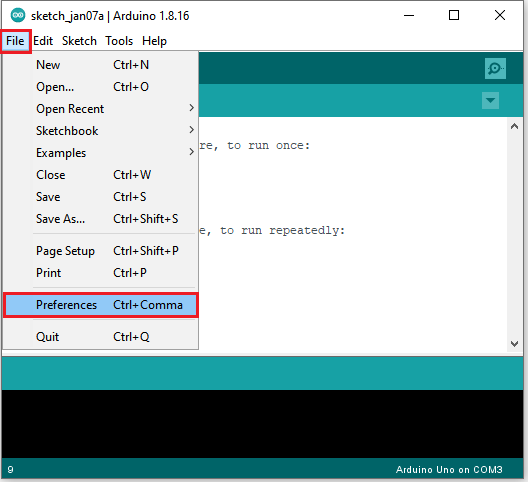 sketch_jan07a | Arduino 1.8.16
File Edit Sketch Tools Help
New Ctrl+N
Open... Ctrl+O
Open Recent
Sketchbook
Examples
re, to run once:
Close Ctrl+W
Save Ctrl+S
Save As... Ctrl+Shift+S
e, to run repeatedly:
Page Setup Ctrl+Shift+P
Print Ctrl+P
Preferences Ctrl+Comma
Quit Ctrl+Q
9 Arduino Uno on COM3